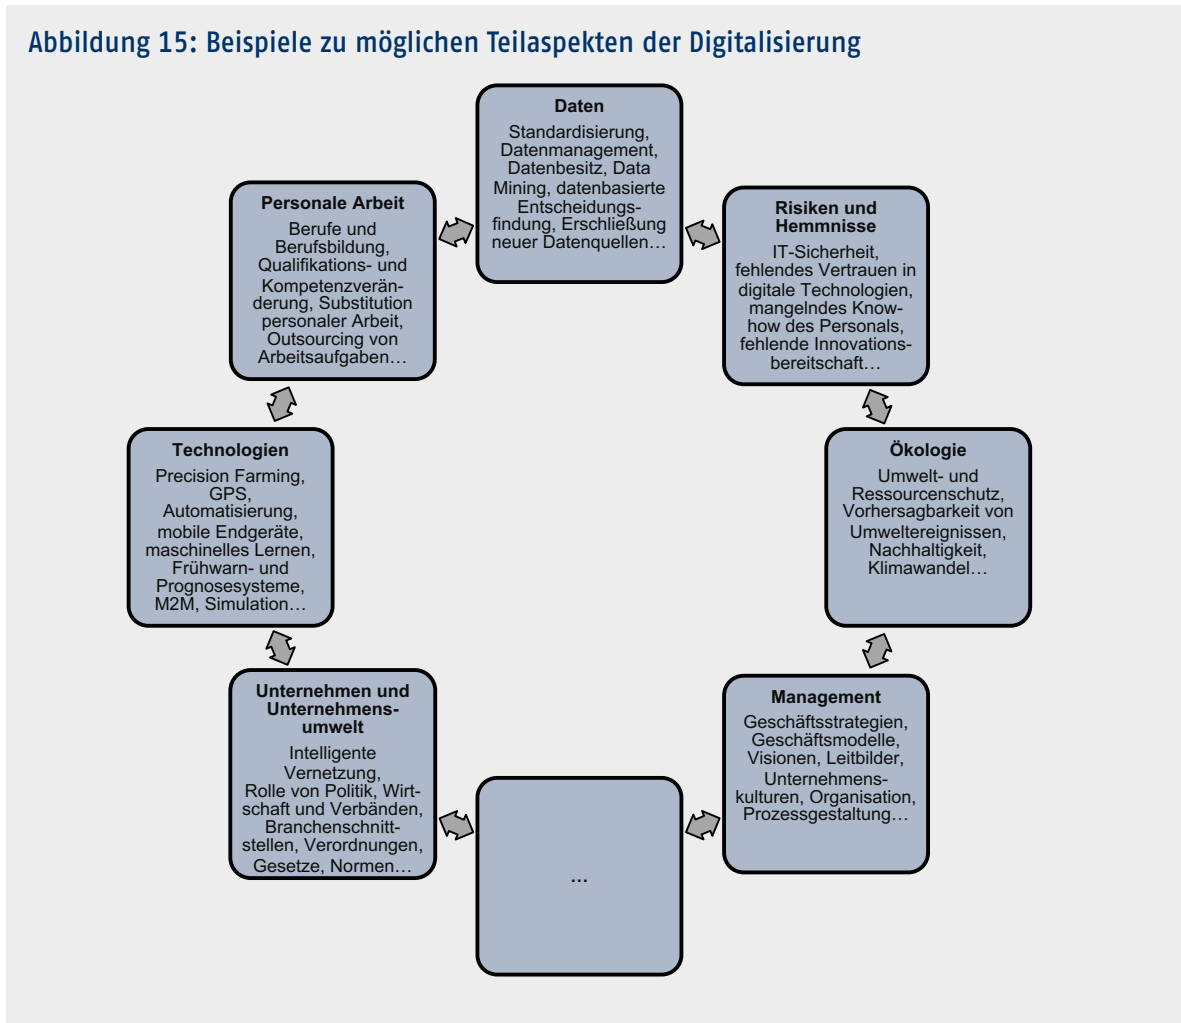 Abbildung 15: Beispiele zu möglichen Teilaspekten der Digitalisierung
Daten
Standardisierung,
Datenmanagement,
Datenbesitz, Data
Mining, datenbasierte
Entscheidungs-
findung, Erschließung
neuer Datenquellen…
Risiken und
Hemmnisse
IT-Sicherheit,
fehlendes Vertrauen in
digitale Technologien,
mangelndes Know-
how des Personals,
fehlende Innovations-
bereitschaft…
Ökologie
Umwelt- und
Ressourcenschutz,
Vorhersagbarkeit von
Umweltereignissen,
Nachhaltigkeit,
Klimawandel…
Management
Geschäftsstrategien,
Geschäftsmodelle,
Visionen, Leitbilder,
Unternehmens-
kulturen, Organisation,
Prozessgestaltung…
…
Unternehmen und
Unternehmens-
umwelt
Intelligente
Vernetzung,
Rolle von Politik, Wirt-
schaft und Verbänden,
Branchenschnitt-
stellen, Verordnungen,
Gesetze, Normen…
Technologien
Precision Farming,
GPS,
Automatisierung,
mobile Endgeräte,
maschinelles Lernen,
Frühwarn- und
Prognosesysteme,
M2M, Simulation…
Personale Arbeit
Berufe und
Berufsbildung,
Qualifikations- und
Kompetenzverän-
derung, Substitution
personaler Arbeit,
Outsourcing von
Arbeitsaufgaben…